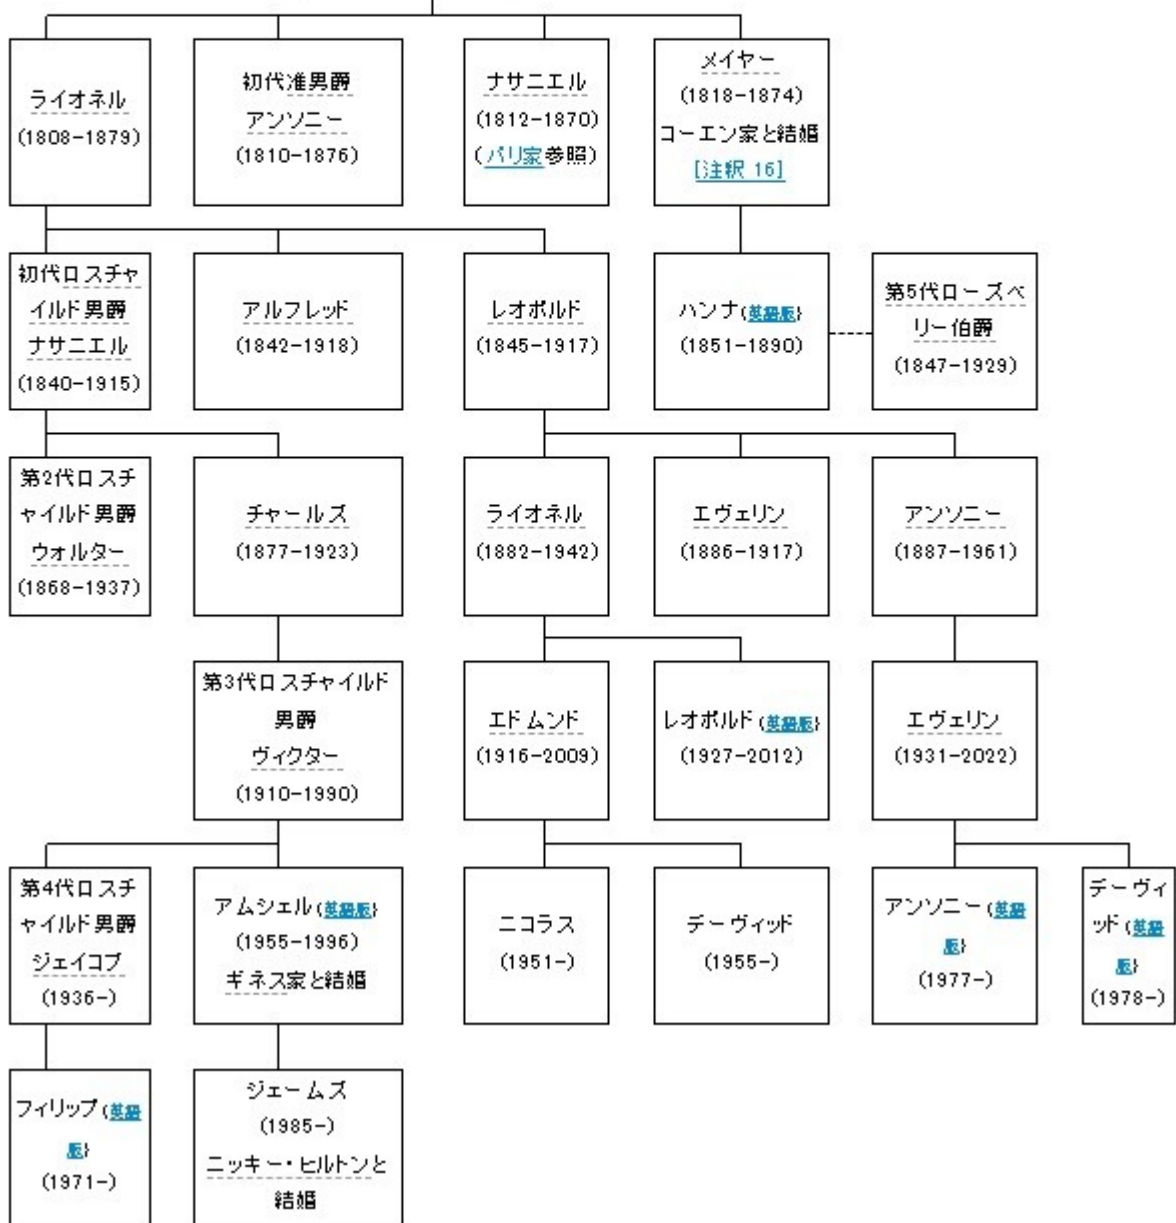 ライオネル
(1808-1879)
初代准男爵
アンソニー
(1810-1876)
ナサニエル
(1812-1870)
(パリ家参照)
メイヤー
(1818-1874)
コーエン家と結婚
[注釈 16]
初代ロスチャ
イルド男爵
ナサニエル
(1840-1915)
アルフレッド
(1842-1918)
レオポルド
(1845-1917)
ハンナ(英語版)
(1851-1890)
第5代ローズベ
リー伯爵
(1847-1929)
第2代ロスチ
ャイルド男爵
ウォルター
(1868-1937)
チャールズ
(1877-1923)
ライオネル
(1882-1942)
エヴェリン
(1886-1917)
アンソニー
(1887-1961)
第3代ロスチャイルド
男爵
ヴィクター
(1910-1990)
エドムンド
(1916-2009)
レオポルド(英語版)
(1927-2012)
エヴェリン
(1931-2022)
第4代ロスチ
ャイルド男爵
ジェイコブ
(1936-)
アムシェル(英語版)
(1955-1996)
ギネス家と結婚
ニコラス
(1951-)
デーヴィッド
(1955-)
アンソニー(英語
版)
(1977-)
デーヴィ
ッド(英語
版)
(1978-)
フィリップ(英語
版)
(1971-)
ジェームズ
(1985-)
ニッキー・ヒルトンと
結婚